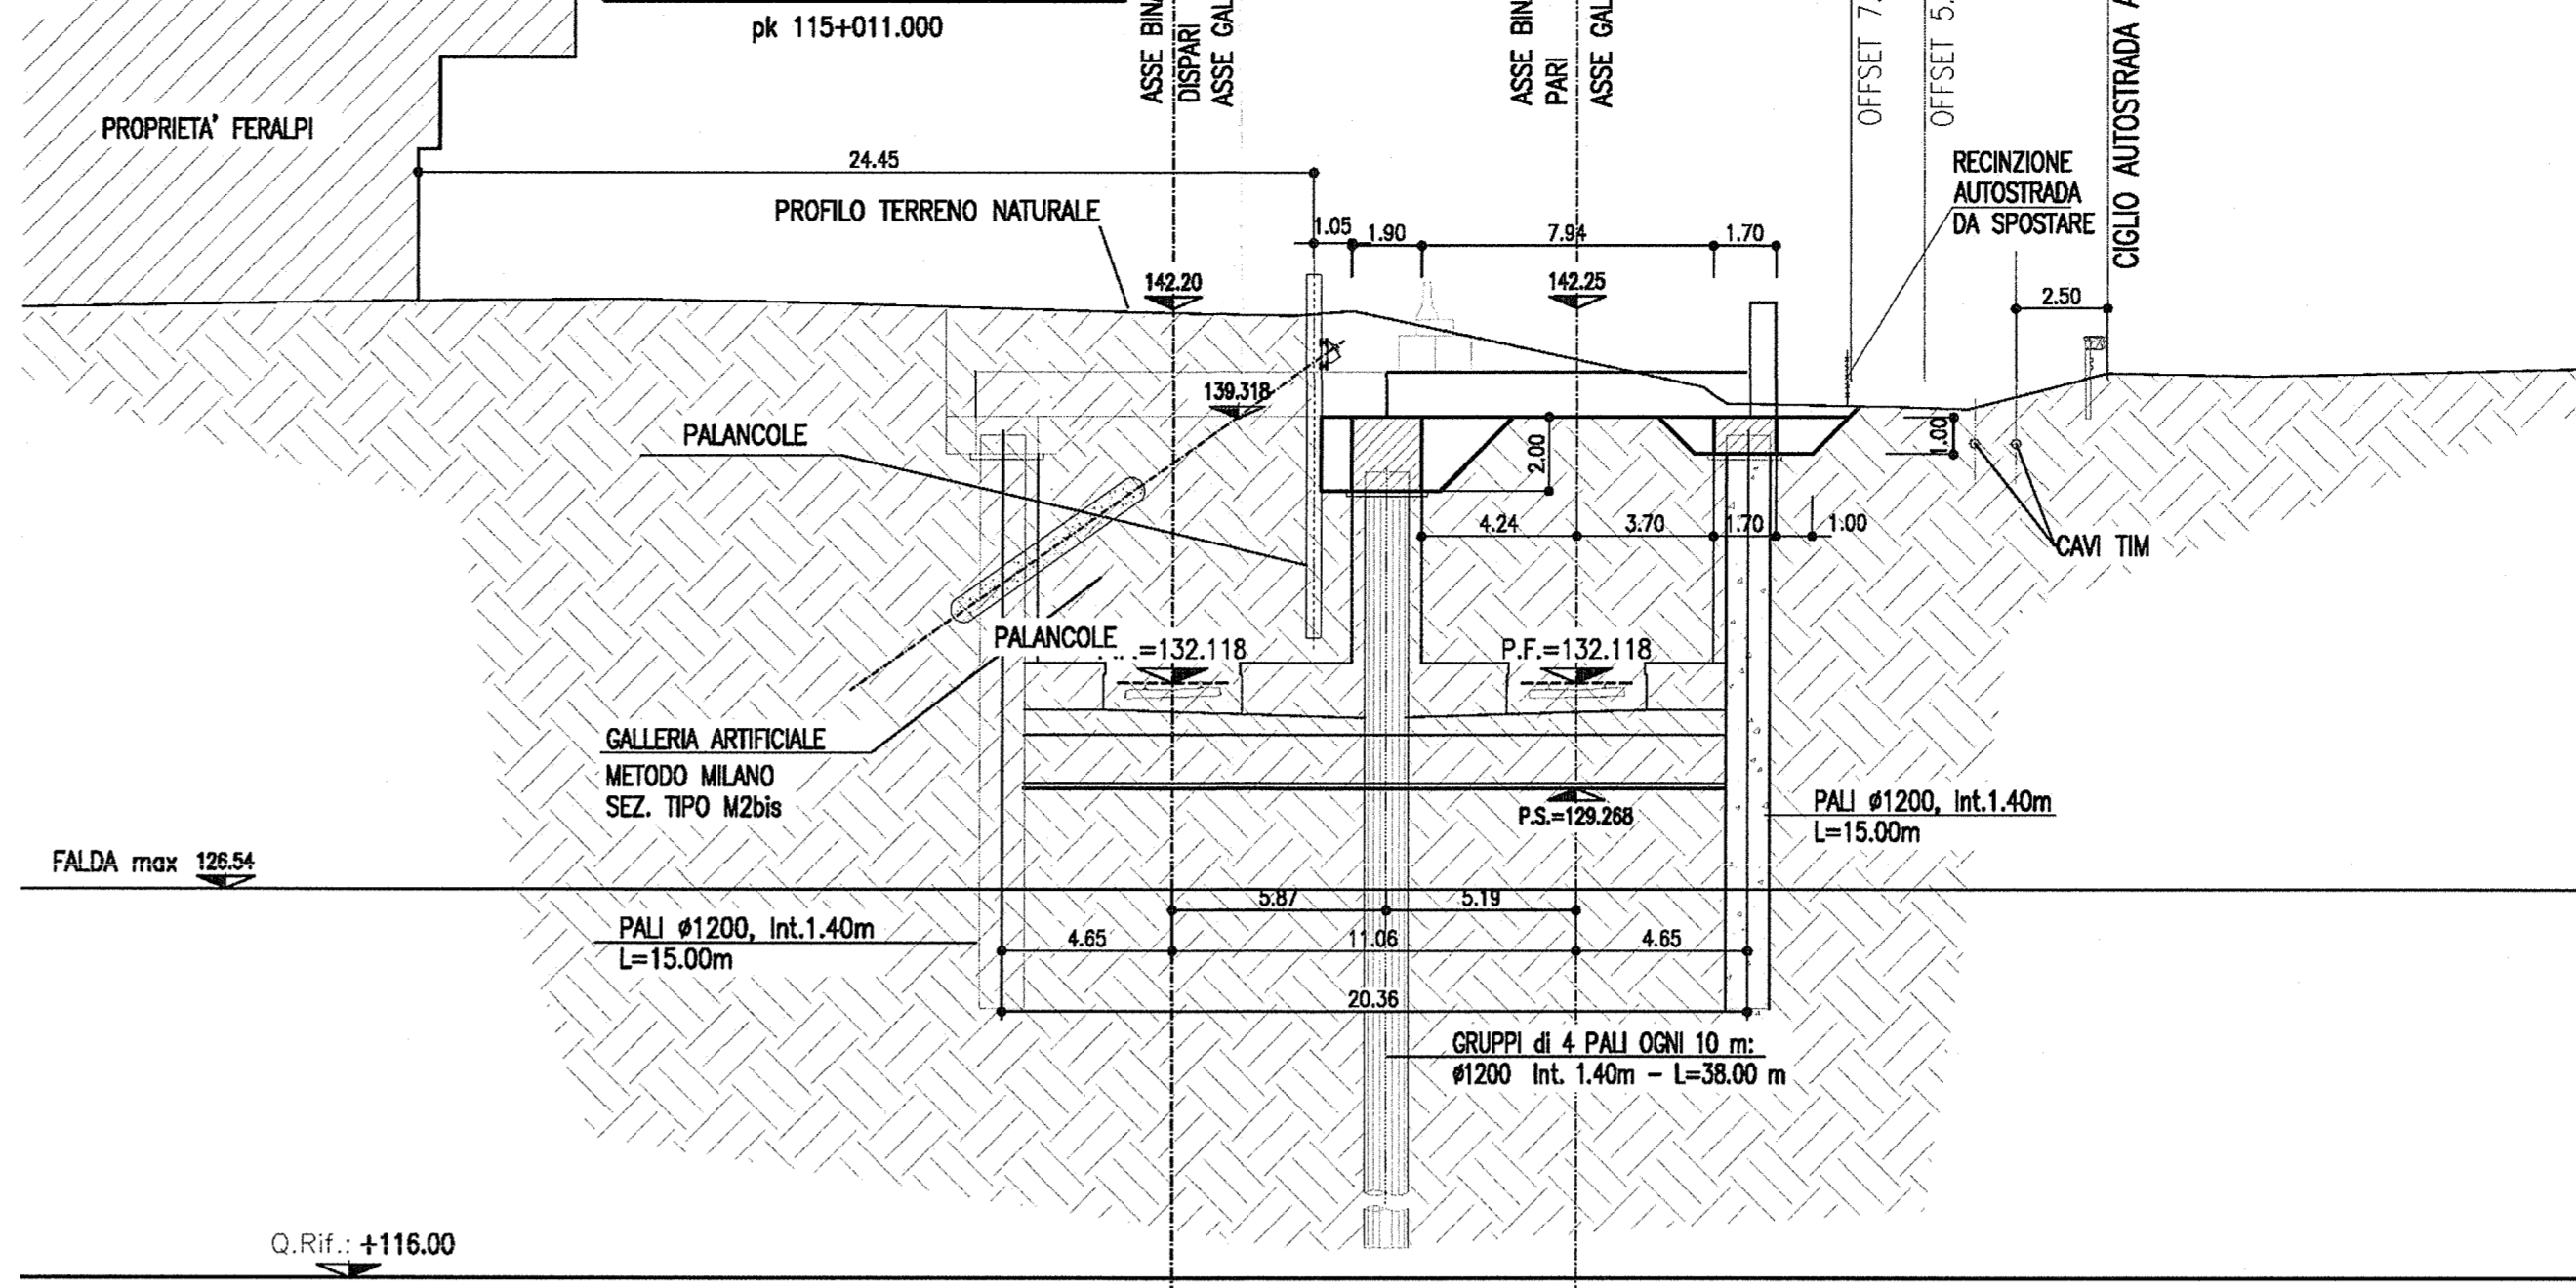 pk 115+011.000
DISPARI
PARI
PROPRIETA' FERALPI
24.45
PROFILO TERRENO NATURALE
RECINZIONE
AUTOSTRADA
DA SPOSTARE
1.05
1.90
7.94
1.70
142.20
142.25
2.50
139.318
PALANCOLE
2.00
1.00
4.24
3.70
1.70
1.00
CAVI TIM
PALANCOLE
=132.118
P.F.=132.118
GALLERIA ARTIFICIALE
METODO MILANO
SEZ. TIPO M2bis
P.S.=129.268
PALI ø1200, Int.1.40m
L=15.00m
FALDA max 126.54
5.87
5.19
PALI ø1200, Int.1.40m
L=15.00m
4.65
11.06
4.65
20.36
GRUPPI di 4 PALI OGNI 10 m:
ø1200 Int. 1.40m – L=38.00 m
Q.Rif.: +116.00
ASSE
ASSE
ASSE
ASSE
OFFSET
OFFSET
CIGLIO AUTOSTRADA